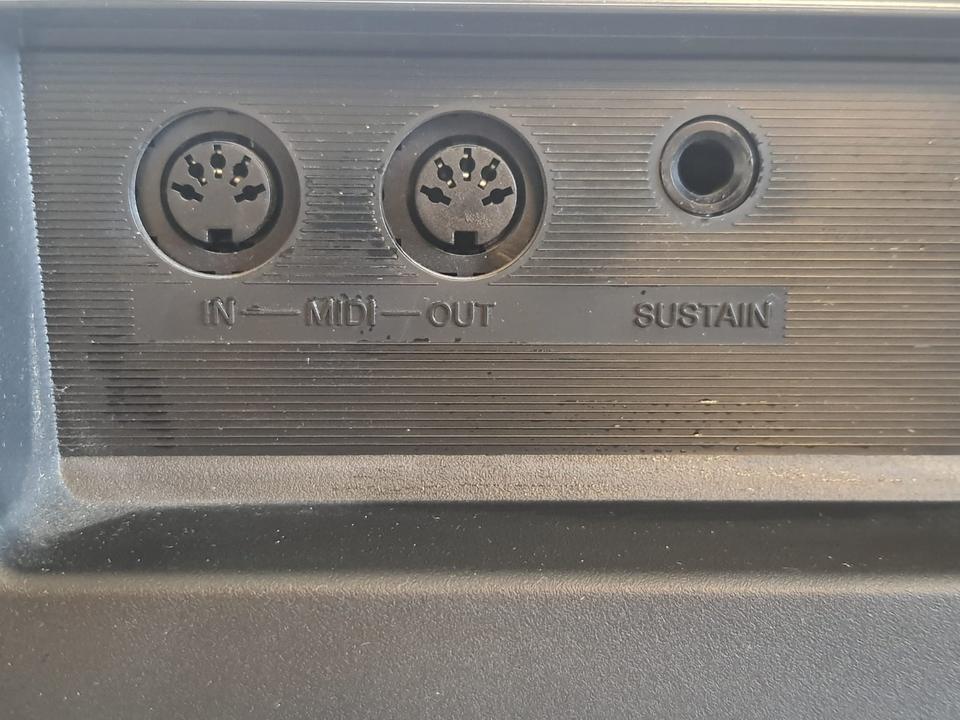 IN — MIDI — OUT SUSTAIN